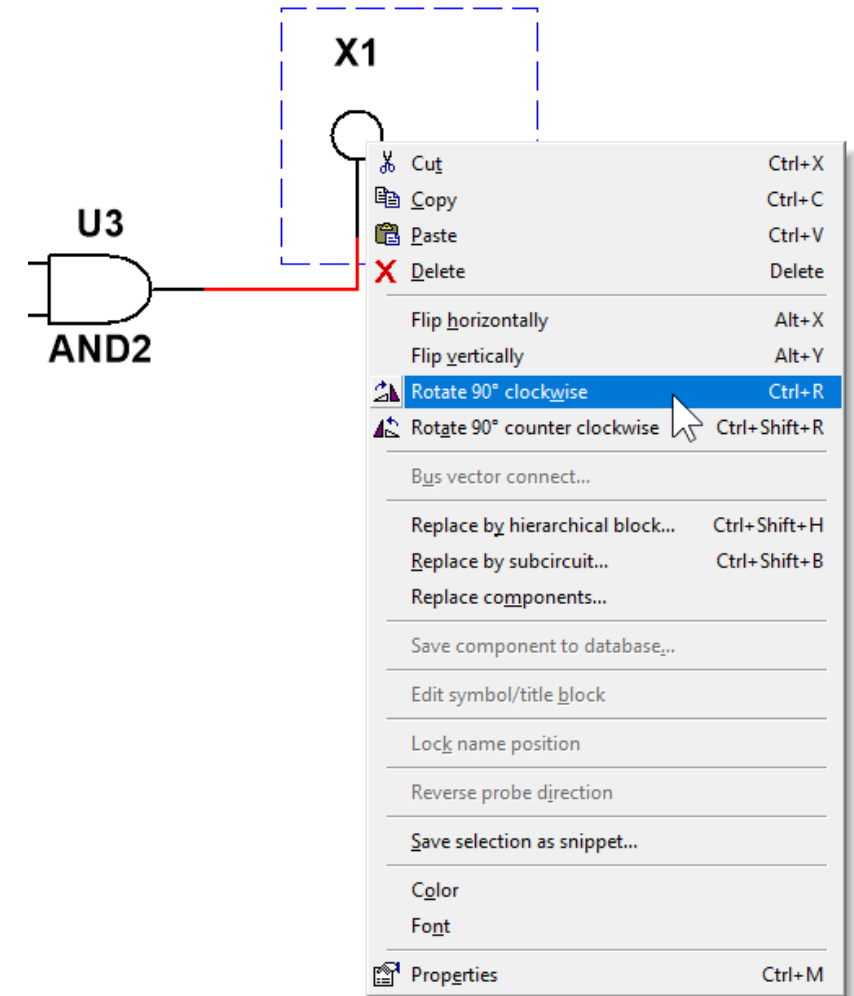 X1
U3
AND2
Cut Ctrl+X
Copy Ctrl+C
Paste Ctrl+V
Delete Delete
Flip horizontally Alt+X
Flip vertically Alt+Y
Rotate 90° clockwise Ctrl+R
Rotate 90° counter clockwise Ctrl+Shift+R
Bus vector connect...
Replace by hierarchical block... Ctrl+Shift+H
Replace by subcircuit... Ctrl+Shift+B
Replace components...
Save component to database...
Edit symbol/title block
Lock name position
Reverse probe direction
Save selection as snippet...
Color
Font
Properties Ctrl+M